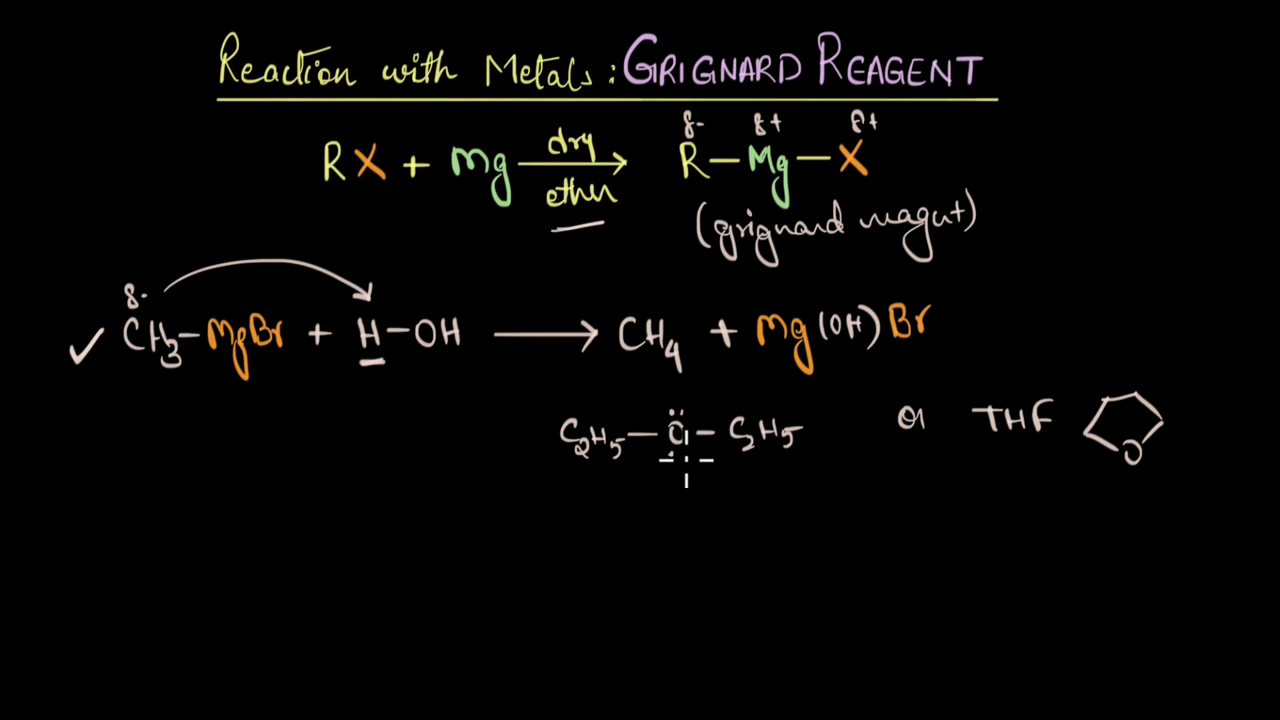 Reaction with Metals: GRIGNARD REAGENT
RX + Mg dry ether → R—Mg—X
δ- δ+ δ+
(grignard reagent)
δ-
✓ CH3-MgBr + H-OH → CH4 + Mg(OH)Br
C2H5—Ö—C2H5 or THF O